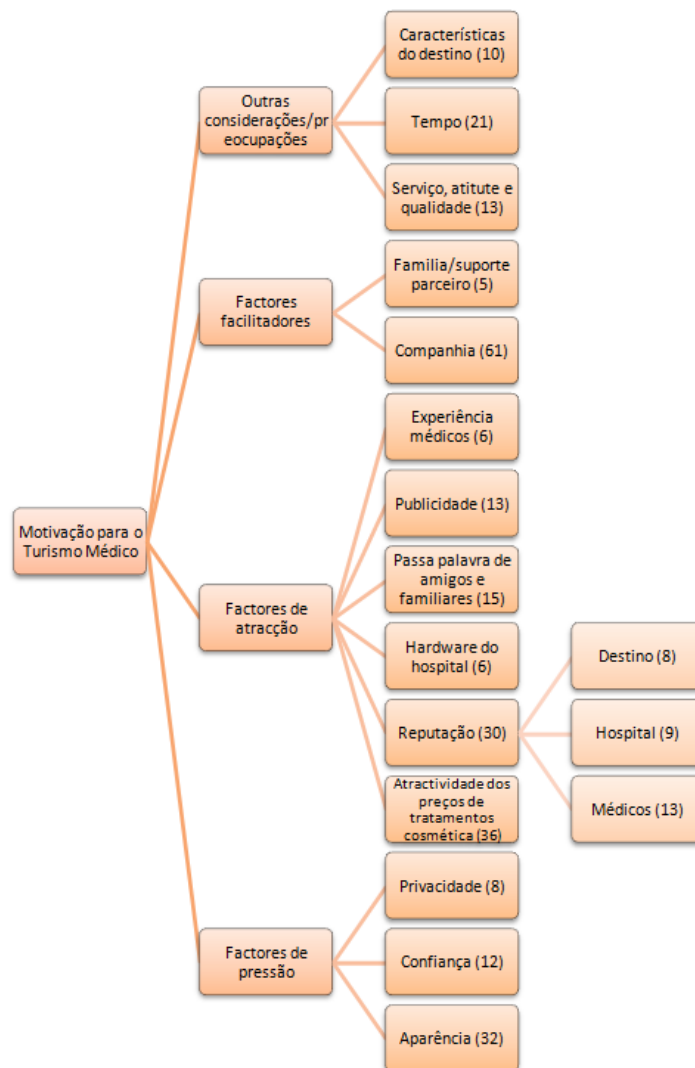 Motivação para o
Turismo Médico
Outras
considerações/pr
eocupações
Características
do destino (10)
Tempo (21)
Serviço, atitute e
qualidade (13)
Factores
facilitadores
Familia/suporte
parceiro (5)
Companhia (61)
Factores de
atracção
Experiência
médicos (6)
Publicidade (13)
Passa palavra de
amigos e
familiares (15)
Hardware do
hospital (6)
Reputação (30)
Destino (8)
Hospital (9)
Médicos (13)
Atractividade dos
preços de
tratamentos
cosmética (36)
Factores de
pressão
Privacidade (8)
Confiança (12)
Aparência (32)